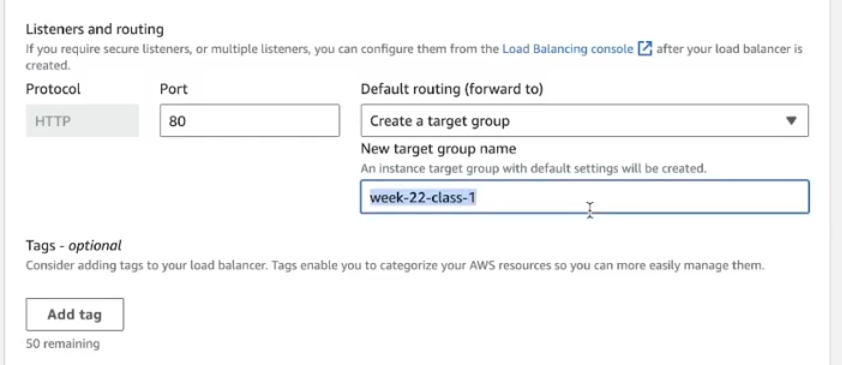 Listeners and routing
If you require secure listeners, or multiple listeners, you can configure them from the Load Balancing console after your load balancer is
created.
Protocol Port Default routing (forward to)
HTTP 80 Create a target group
New target group name
An instance target group with default settings will be created.
week-22-class-1
Tags - optional
Consider adding tags to your load balancer. Tags enable you to categorize your AWS resources so you can more easily manage them.
Add tag
50 remaining